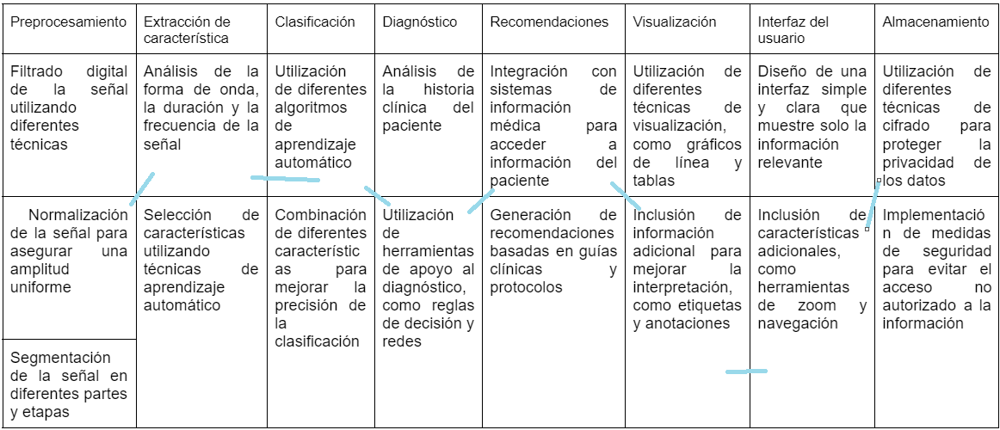 Preprocesamiento
Extracción de
característica
Clasificación
Diagnóstico
Recomendaciones
Visualización
Interfaz del
usuario
Almacenamiento
Filtrado digital
de la señal
utilizando
diferentes
técnicas
Análisis de la
forma de onda,
la duración y la
frecuencia de la
señal
Utilización
de diferentes
algoritmos
de
aprendizaje
automático
Análisis de
la historia
clínica del
paciente
Integración con
sistemas de
información
médica para
acceder a
información del
paciente
Utilización de
diferentes
técnicas de
visualización,
como gráficos
de línea y
tablas
Diseño de una
interfaz simple
y clara que
muestre solo la
información
relevante
Utilización de
diferentes
técnicas de
cifrado para
proteger la
privacidad de
los datos
Normalización
de la señal para
asegurar una
amplitud
uniforme
Selección de
características
utilizando
técnicas de
aprendizaje
automático
Combinación
de diferentes
característic
as para
mejorar la
precisión de
la
clasificación
Utilización
de
herramientas
de apoyo al
diagnóstico,
como reglas
de decisión y
redes
Generación de
recomendaciones
basadas en guías
clínicas y
protocolos
Inclusión de
información
adicional para
mejorar la
interpretación,
como etiquetas
y anotaciones
Inclusión de
características
adicionales,
como
herramientas
de zoom y
navegación
Implementació
n de medidas
de seguridad
para evitar el
acceso no
autorizado a la
información
Segmentación
de la señal en
diferentes partes
y etapas